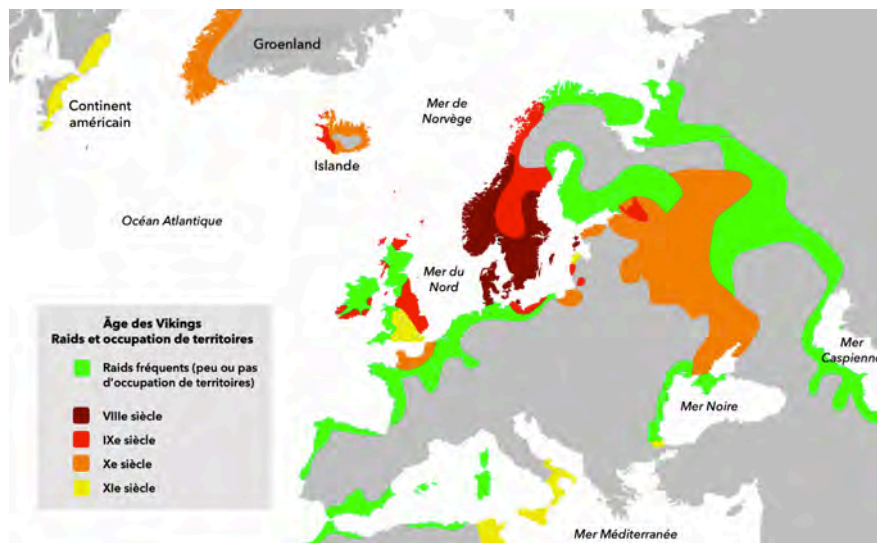 Groenland
Continent
américain
Mer de
Norvège
Islande
Océan Atlantique
Mer du
Nord
Âge des Vikings
Raids et occupation de territoires
Raids fréquents (peu ou pas
d'occupation de territoires)
VIIIe siècle
IXe siècle
Xe siècle
XIe siècle
Mer
Caspienne
Mer Noire
Mer Méditerranée